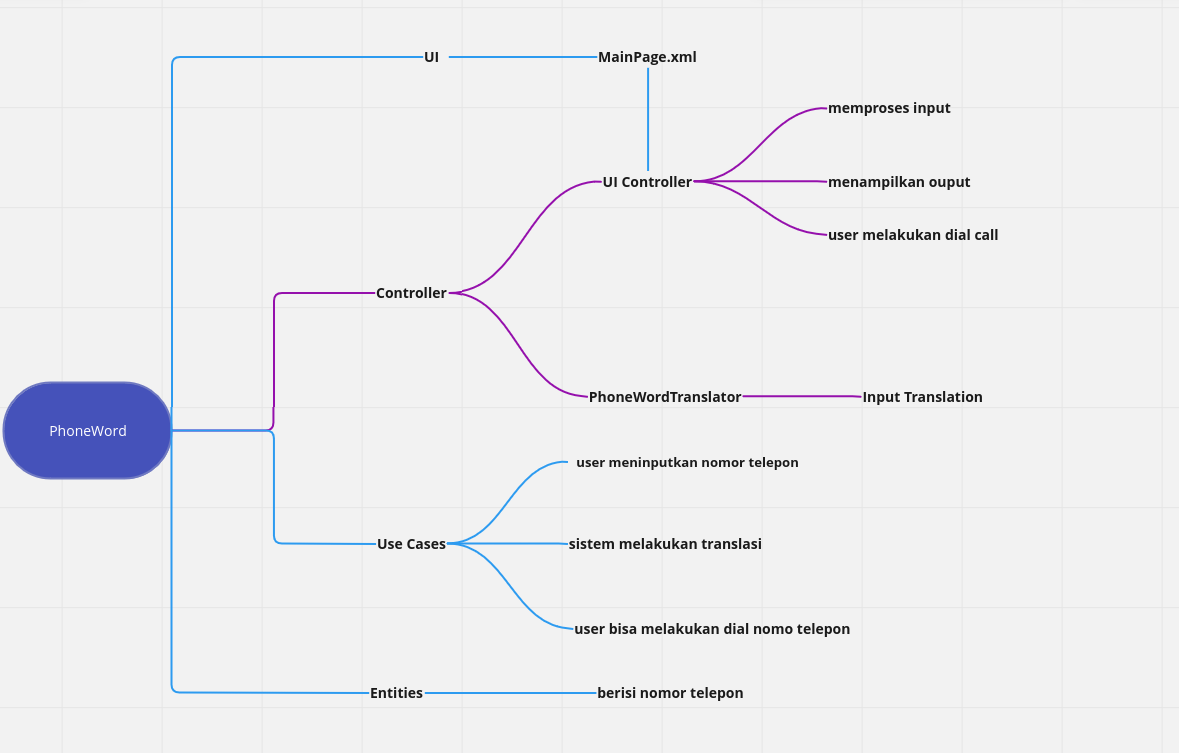 UI
MainPage.xml
memproses input
UI Controller
menampilkan ouput
user melakukan dial call
Controller
PhoneWordTranslator
Input Translation
PhoneWord
user meninputkan nomor telepon
Use Cases
sistem melakukan translasi
user bisa melakukan dial nomo telepon
Entities
berisi nomor telepon